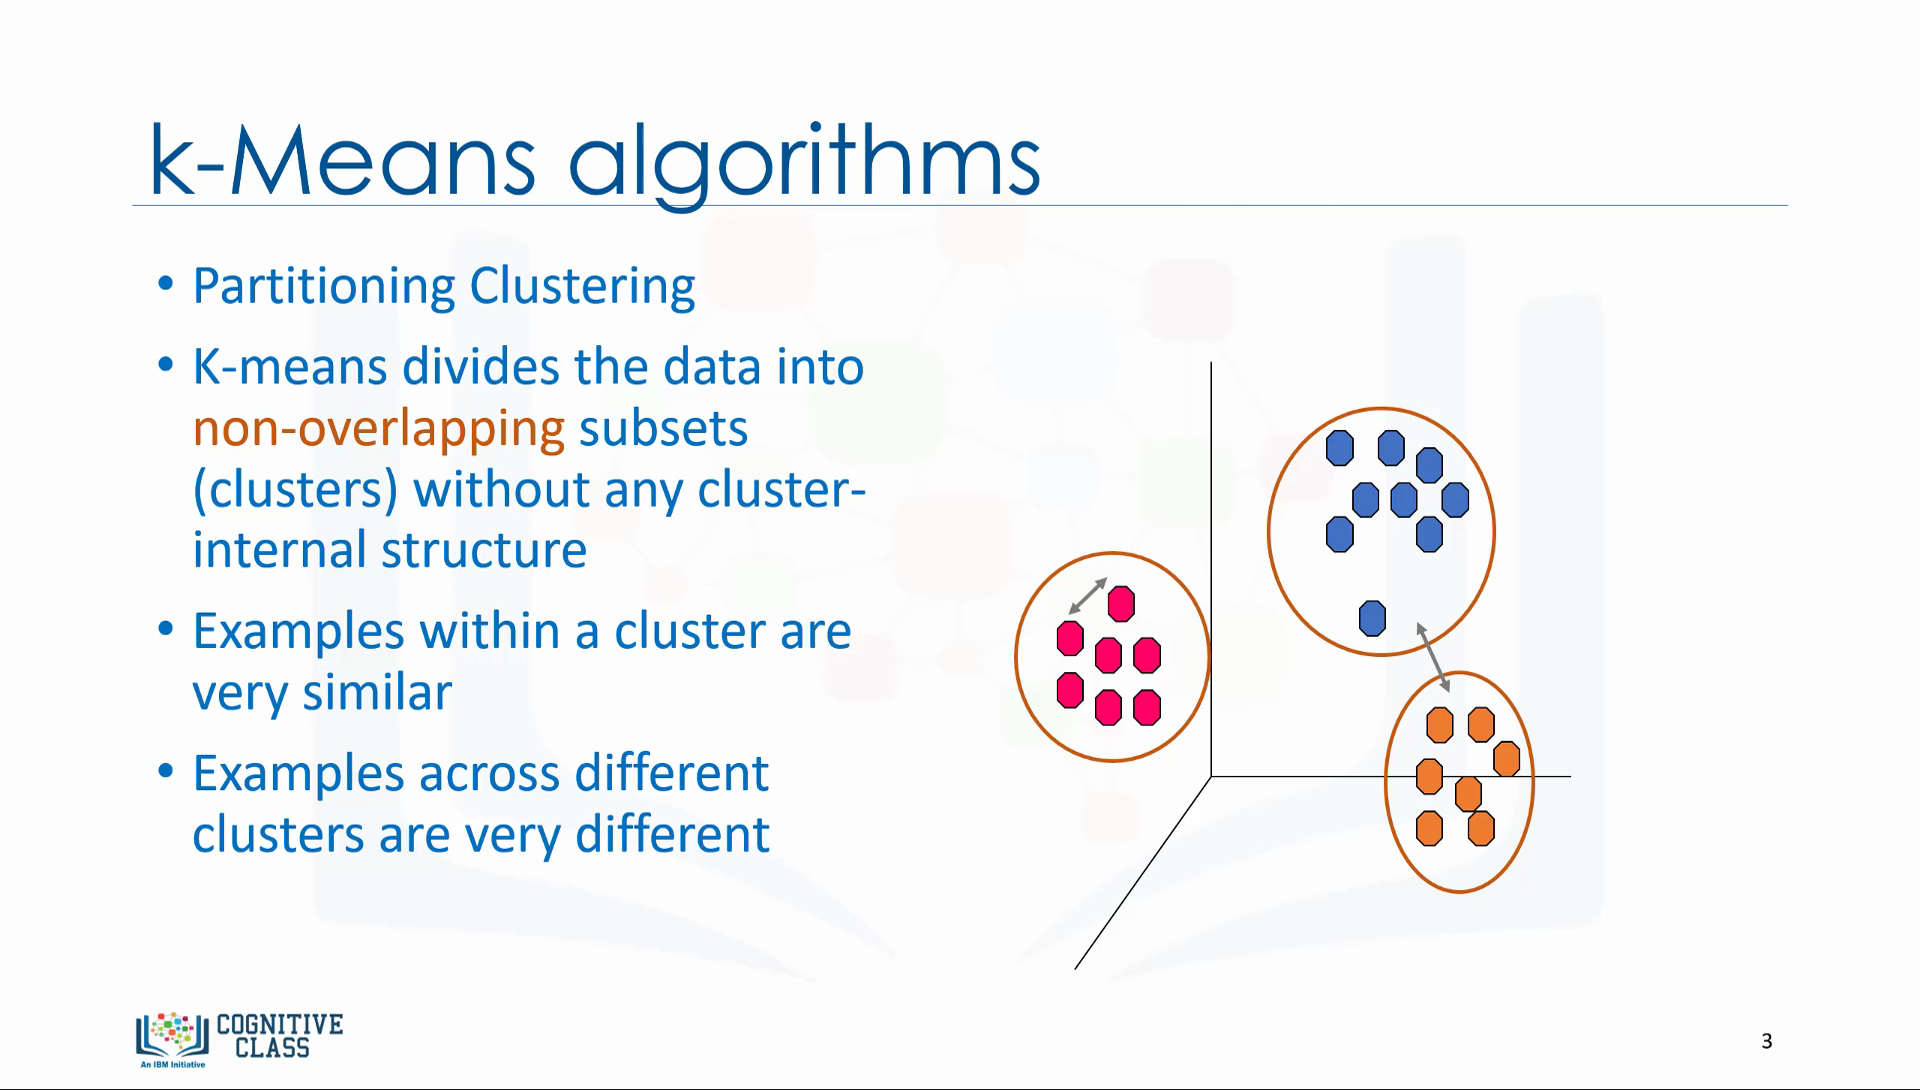 k-Means algorithms
• Partitioning Clustering
• K-means divides the data into
non-overlapping subsets
(clusters) without any cluster-
internal structure
• Examples within a cluster are
very similar
• Examples across different
clusters are very different
COGNITIVE
CLASS
An IBM Initiative
3